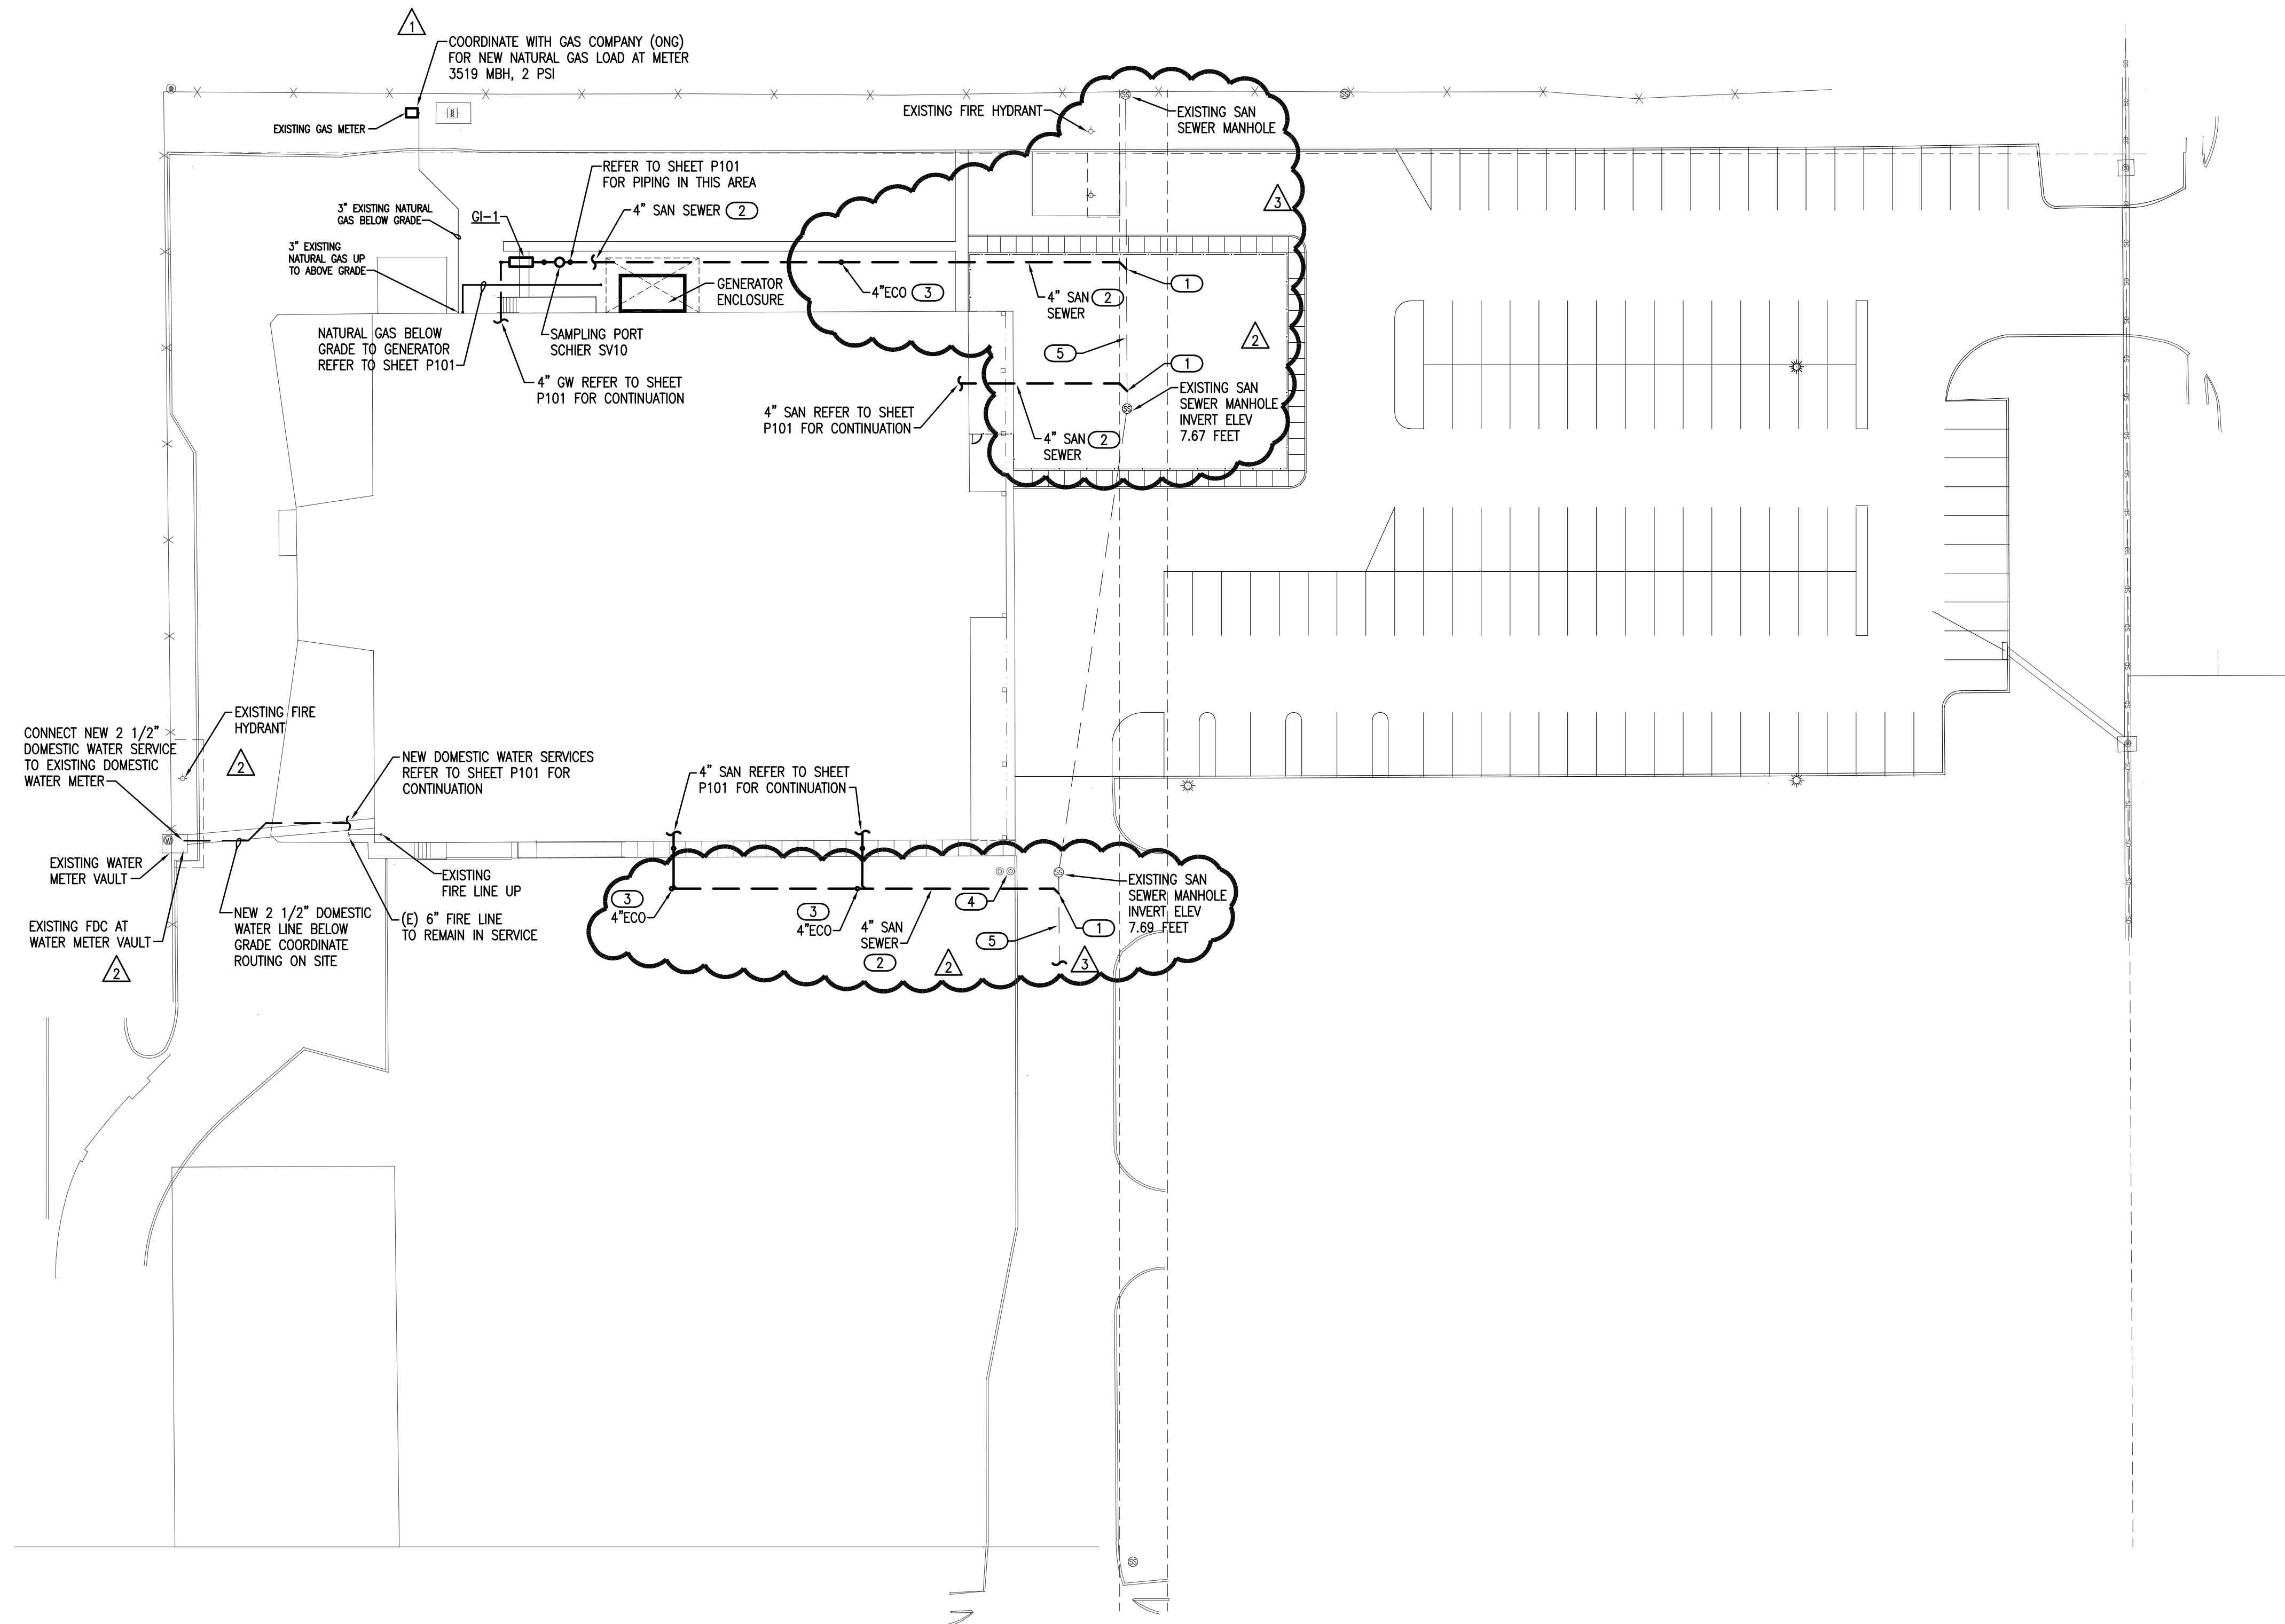 1
COORDINATE WITH GAS COMPANY (ONG)
FOR NEW NATURAL GAS LOAD AT METER
3519 MBH, 2 PSI
EXISTING GAS METER
EXISTING FIRE HYDRANT
EXISTING SAN
SEWER MANHOLE
REFER TO SHEET P101
FOR PIPING IN THIS AREA
3" EXISTING NATURAL
GAS BELOW GRADE
GI-1
4" SAN SEWER 2
3
3" EXISTING
NATURAL GAS UP
TO ABOVE GRADE
GENERATOR
ENCLOSURE
4"ECO 3
1
4" SAN 2
SEWER
NATURAL GAS BELOW
GRADE TO GENERATOR
REFER TO SHEET P101
SAMPLING PORT
SCHIER SV10
2
5
1
4" GW REFER TO SHEET
P101 FOR CONTINUATION
EXISTING SAN
SEWER MANHOLE
INVERT ELEV
7.67 FEET
4" SAN REFER TO SHEET
P101 FOR CONTINUATION
4" SAN 2
SEWER
EXISTING FIRE
HYDRANT
CONNECT NEW 2 1/2"
DOMESTIC WATER SERVICE
TO EXISTING DOMESTIC
WATER METER
2
NEW DOMESTIC WATER SERVICES
REFER TO SHEET P101 FOR
CONTINUATION
4" SAN REFER TO SHEET
P101 FOR CONTINUATION
EXISTING WATER
METER VAULT
EXISTING
FIRE LINE UP
EXISTING FDC AT
WATER METER VAULT
2
NEW 2 1/2" DOMESTIC
WATER LINE BELOW
GRADE COORDINATE
ROUTING ON SITE
(E) 6" FIRE LINE
TO REMAIN IN SERVICE
3
4"ECO
3
4"ECO
4" SAN
SEWER
2
4
5
2
EXISTING SAN
SEWER MANHOLE
INVERT ELEV
7.69 FEET
1
3